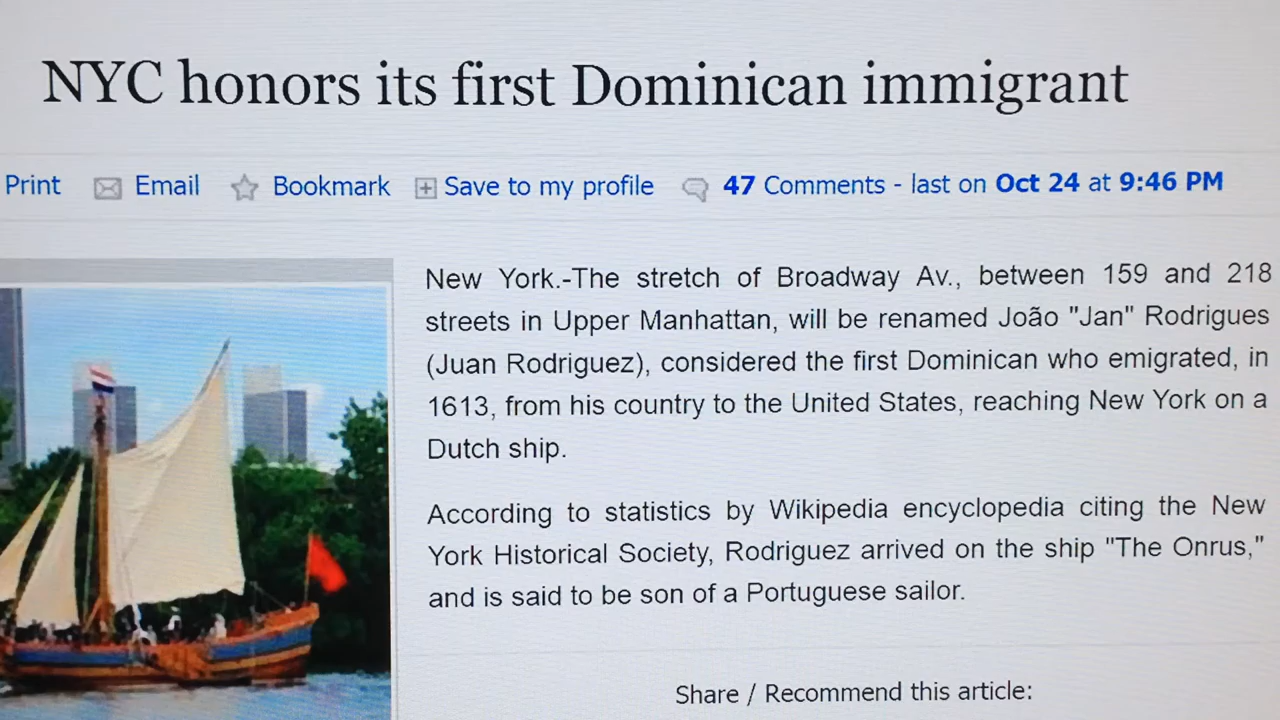 NYC honors its first Dominican immigrant
Print Email Bookmark Save to my profile 47 Comments - last on Oct 24 at 9:46 PM
New York.-The stretch of Broadway Av., between 159 and 218
streets in Upper Manhattan, will be renamed João "Jan" Rodrigues
(Juan Rodriguez), considered the first Dominican who emigrated, in
1613, from his country to the United States, reaching New York on a
Dutch ship.
According to statistics by Wikipedia encyclopedia citing the New
York Historical Society, Rodriguez arrived on the ship "The Onrus,"
and is said to be son of a Portuguese sailor.
Share / Recommend this article: